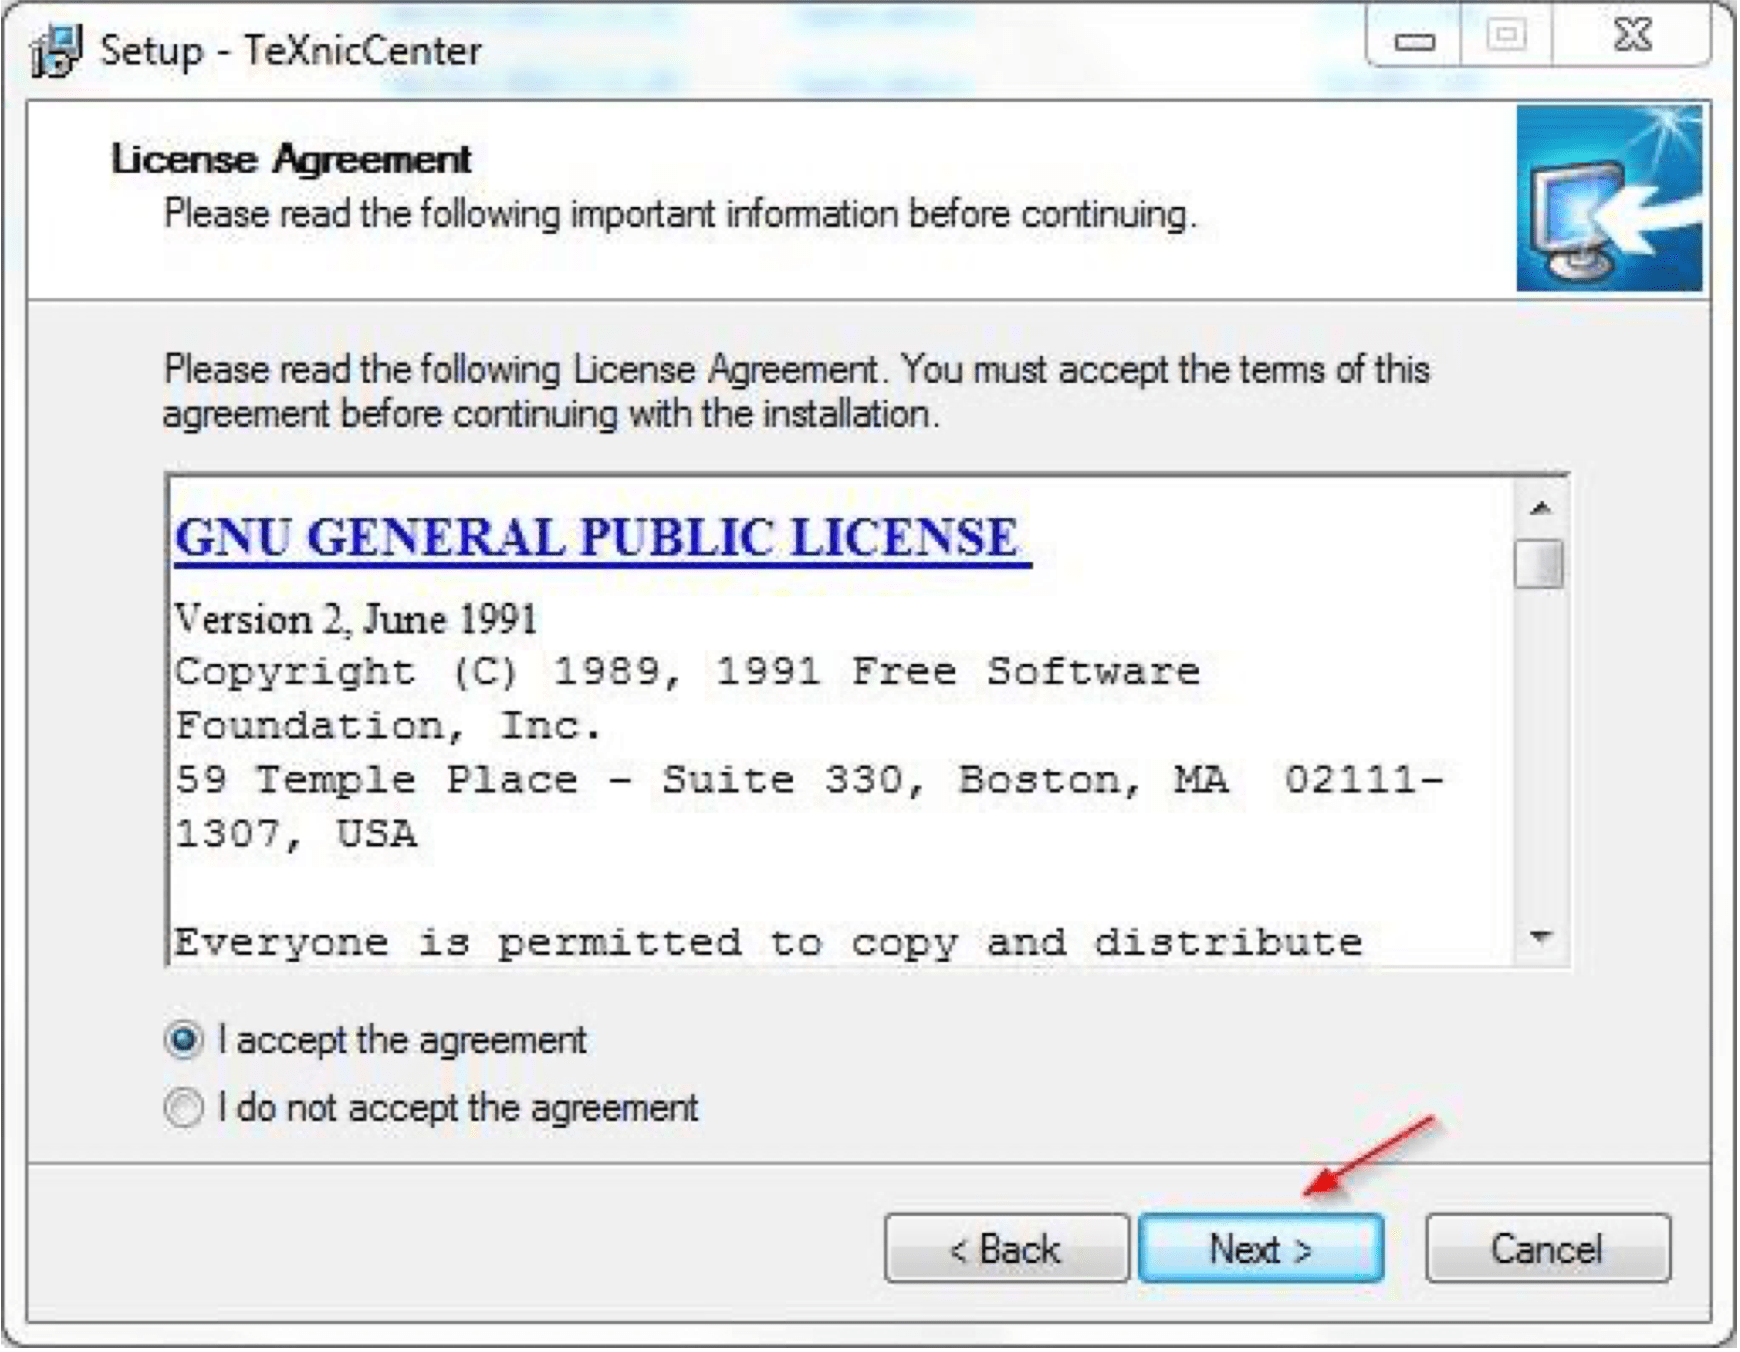 Setup - TeXnicCenter
License Agreement
Please read the following important information before continuing.
Please read the following License Agreement. You must accept the terms of this
agreement before continuing with the installation.
GNU GENERAL PUBLIC LICENSE
Version 2, June 1991
Copyright (C) 1989, 1991 Free Software
Foundation, Inc.
59 Temple Place - Suite 330, Boston, MA  02111-
1307, USA
Everyone is permitted to copy and distribute
I accept the agreement
I do not accept the agreement
< Back
Next >
Cancel